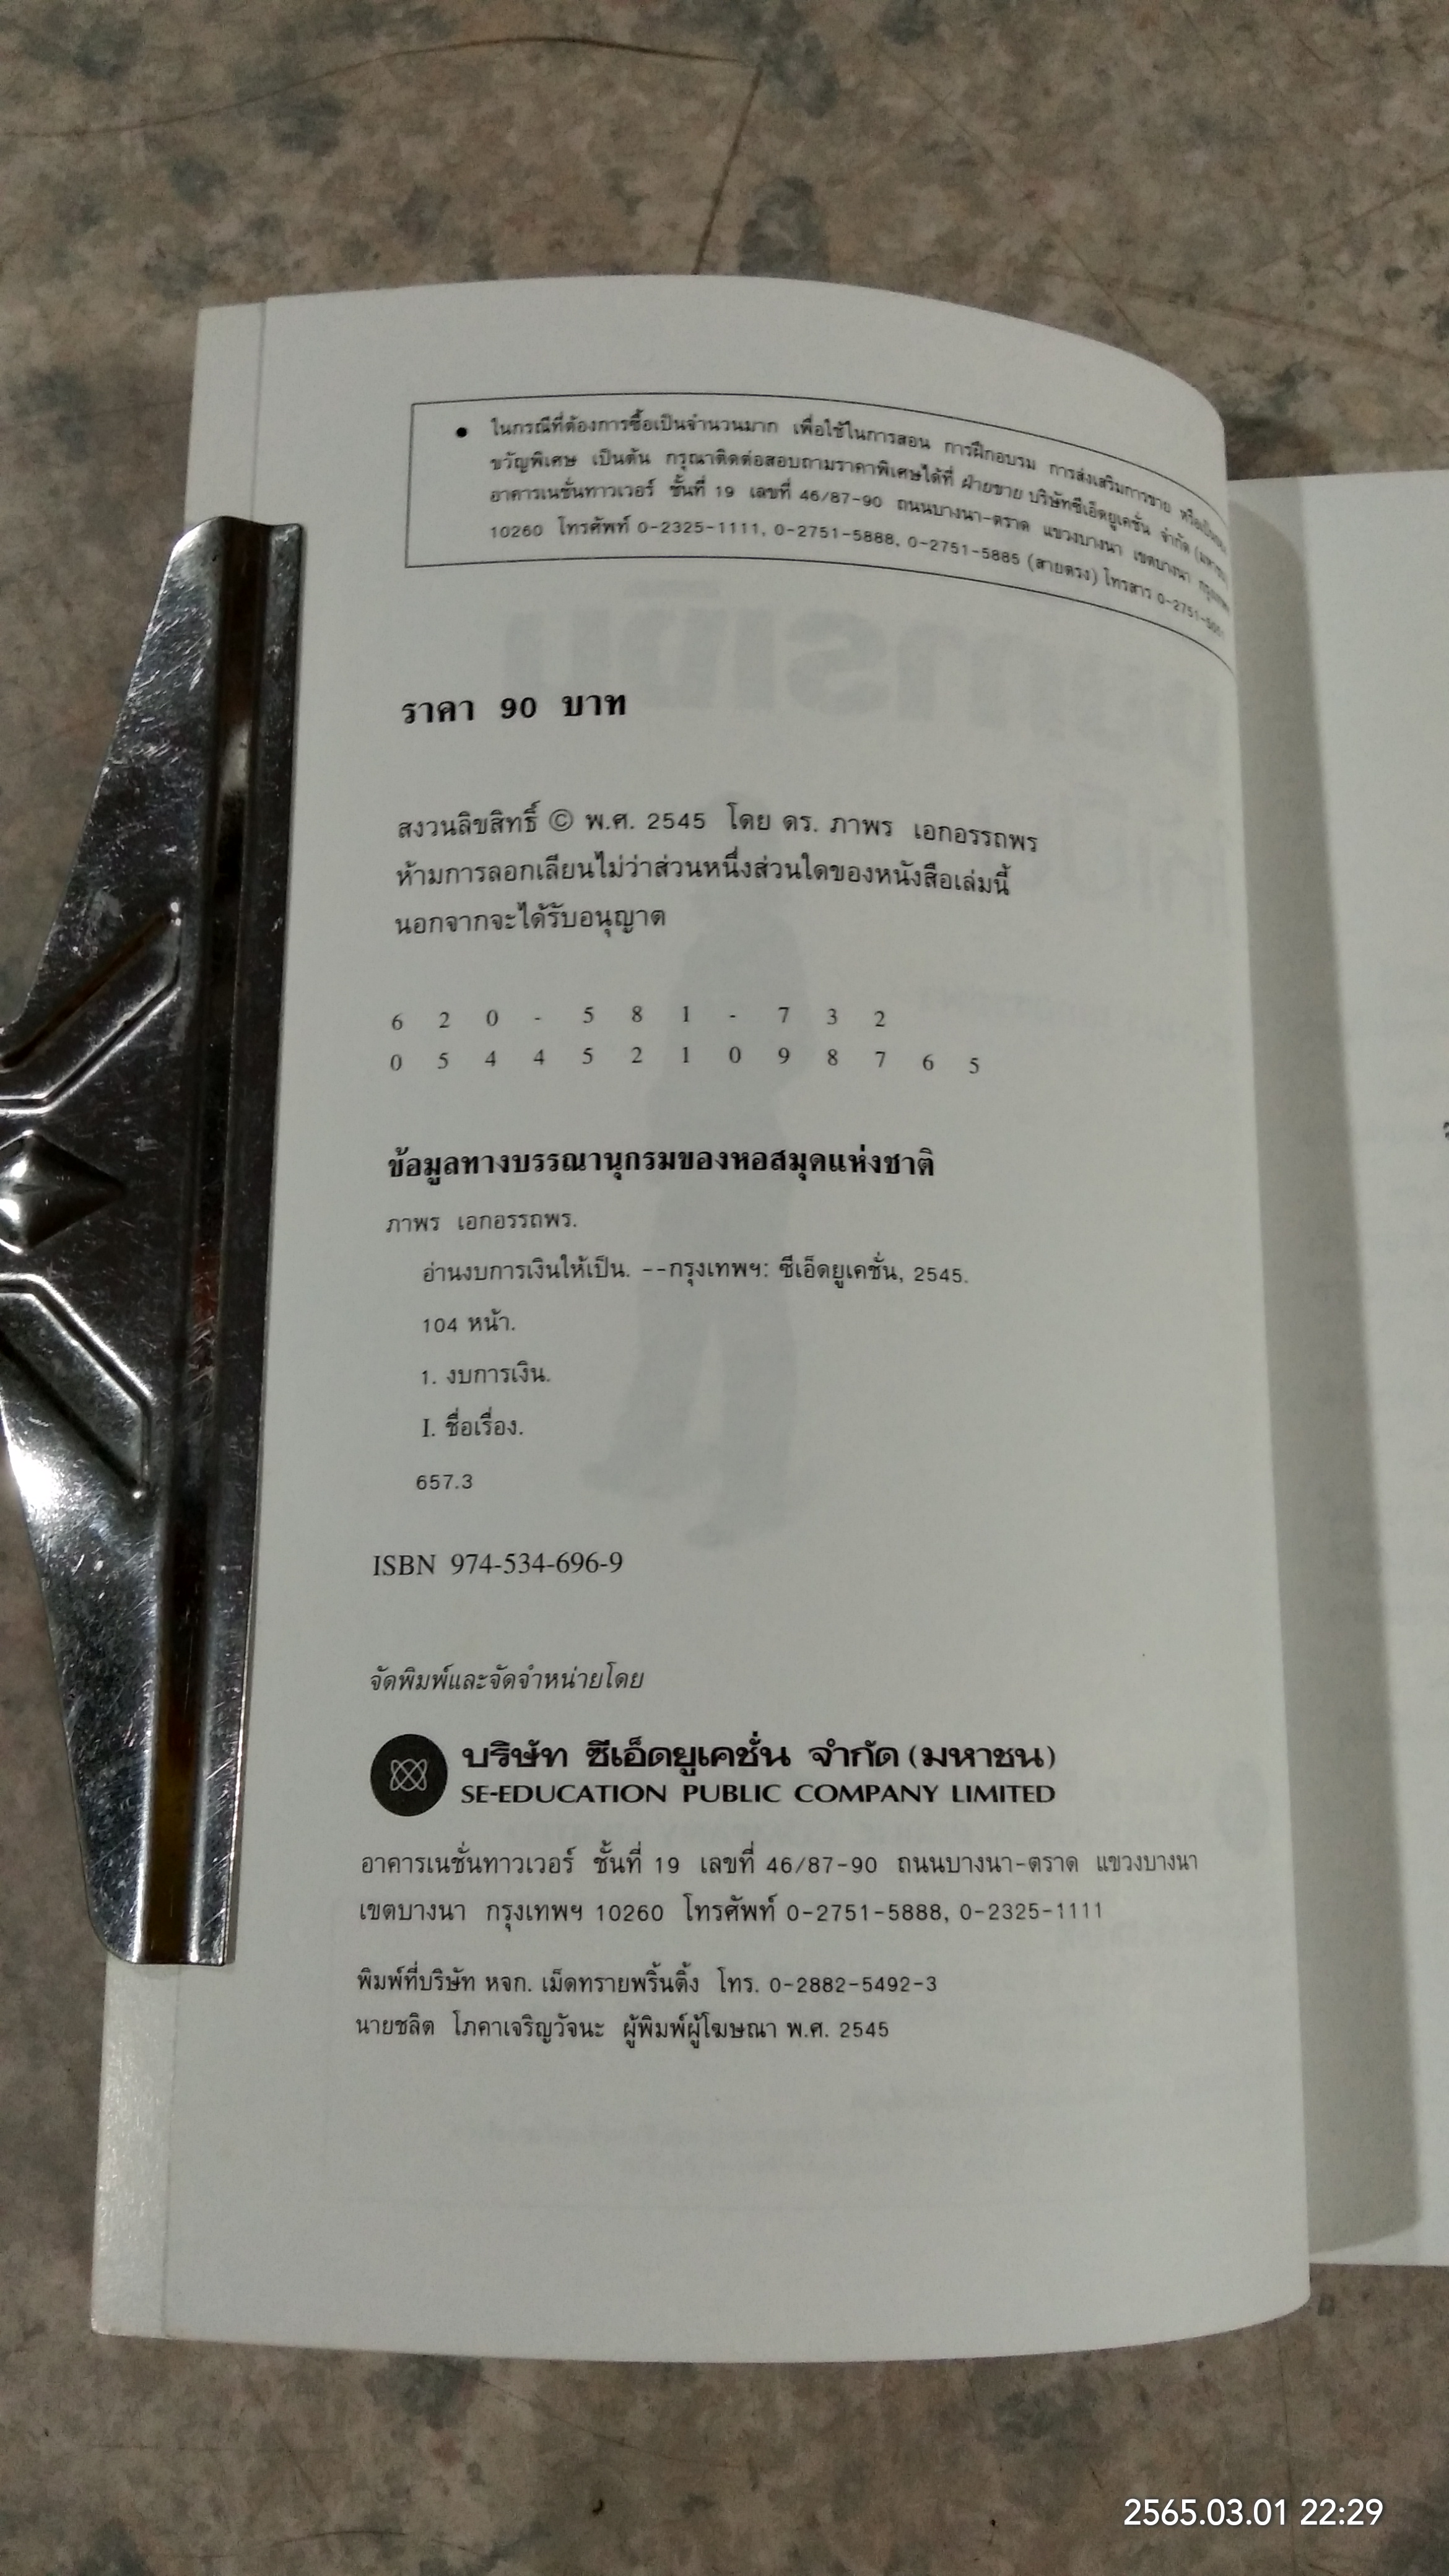 ● ในกรณีที่ต้องการซื้อเป็นจำนวนมาก เพื่อใช้ในการสอน การฝึกอบรม การส่งเสริมการขาย หรือเป็นของ
ขวัญพิเศษ เป็นต้น กรุณาติดต่อสอบถามราคาพิเศษได้ที่ ฝ่ายขาย บริษัทซีเอ็ดยูเคชั่น จำกัด (มหาชน)
อาคารเนชั่นทาวเวอร์ ชั้นที่ 19 เลขที่ 46/87-90 ถนนบางนา-ตราด แขวงบางนา เขตบางนา กรุงเทพฯ
10260 โทรศัพท์ 0-2325-1111, 0-2751-5888, 0-2751-5885 (สายตรง) โทรสาร
ราคา 90 บาท
สงวนลิขสิทธิ์ © พ.ศ. 2545 โดย ดร. ภาพร เอกอรรถพร
ห้ามการลอกเลียนไม่ว่าส่วนหนึ่งส่วนใดของหนังสือเล่มนี้
นอกจากจะได้รับอนุญาต
6 2 0 - 5 8 1 - 7 3 2
0 5 4 4 5 2 1 0 9 8 7 6 5
ข้อมูลทางบรรณานุกรมของหอสมุดแห่งชาติ
ภาพร เอกอรรถพร.
อ่านงบการเงินให้เป็น. --กรุงเทพฯ: ซีเอ็ดยูเคชั่น, 2545.
104 หน้า.
1. งบการเงิน.
I. ชื่อเรื่อง.
657.3
ISBN 974-534-696-9
จัดพิมพ์และจัดจำหน่ายโดย
บริษัท ซีเอ็ดยูเคชั่น จำกัด (มหาชน)
SE-EDUCATION PUBLIC COMPANY LIMITED
อาคารเนชั่นทาวเวอร์ ชั้นที่ 19 เลขที่ 46/87-90 ถนนบางนา-ตราด แขวงบางนา
เขตบางนา กรุงเทพฯ 10260 โทรศัพท์ 0-2751-5888, 0-2325-1111
พิมพ์ที่บริษัท หจก. เม็ดทรายพริ้นติ้ง โทร. 0-2882-5492-3
นายชลิต โภคาเจริญวัจนะ ผู้พิมพ์ผู้โฆษณา พ.ศ. 2545
2565.03.01 22:29